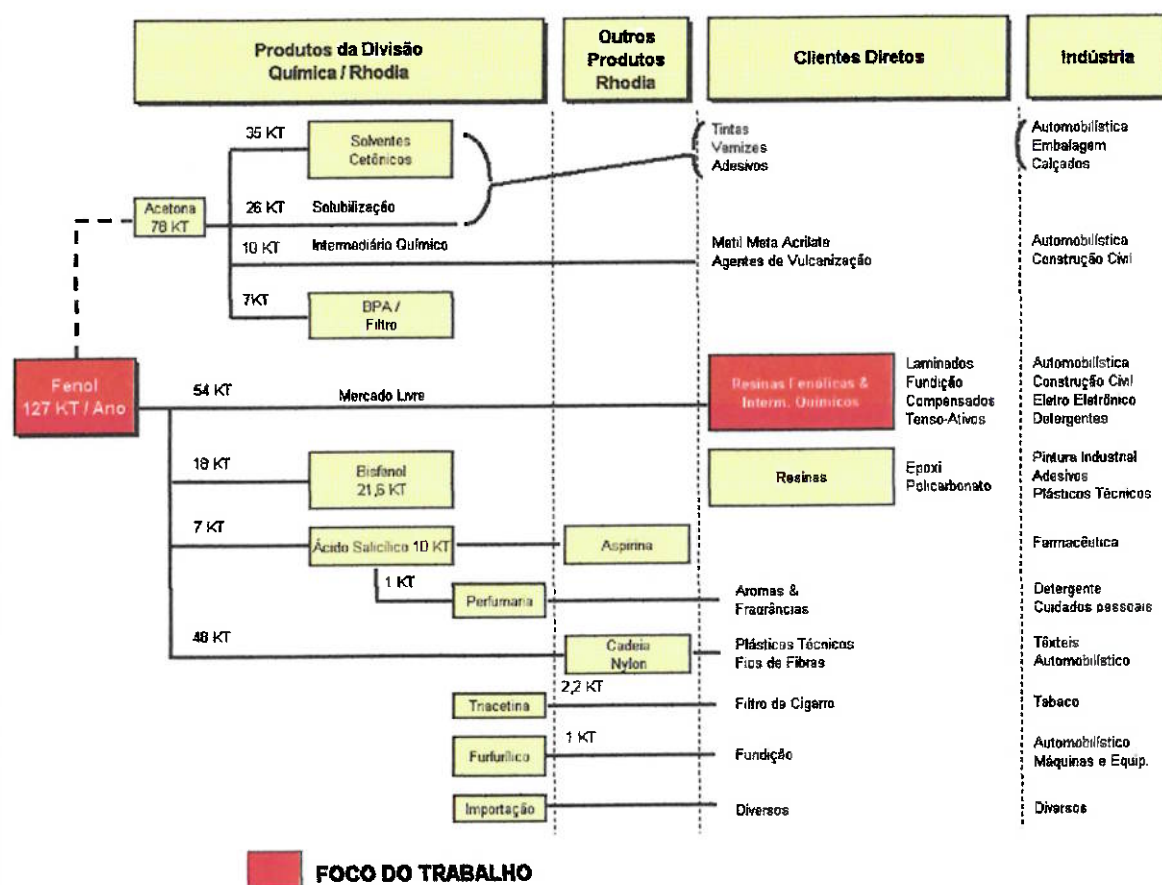 Produtos da Divisão
Química / Rhodia
Outros
Produtos
Rhodia
Clientes Diretos
Indústria
35 KT
Solventes
Cetônicos
Tintas
Vernizes
Adesivos
Automobilística
Embalagem
Calçados
Acetona
78 KT
26 KT
Solubilização
10 KT
Intermediário Químico
Metil Meta Acrilate
Agentes de Vulcanização
Automobilística
Construção Civil
7KT
BPA /
Filtro
Fenol
127 KT / Ano
54 KT
Mercado Livre
Resinas Fenólicas &
Interm. Químicos
Laminados
Fundição
Compensados
Tenso-Ativos
Automobilística
Construção Civil
Eletro Eletrônico
Detergentes
18 KT
Bisfenol
21,6 KT
Resinas
Epoxi
Policarbonato
Pintura Industrial
Adesivos
Plásticos Técnicos
7 KT
Ácido Salicílico 10 KT
Aspirina
Farmacêutica
1 KT
Perfumaria
Aromas &
Fragrâncias
Detergente
Cuidados pessoais
48 KT
Cadeia
Nylon
Plásticos Técnicos
Fios de Fibras
Têxteis
Automobilístico
2,2 KT
Triacetina
Filtro de Cigarro
Tabaco
1 KT
Furfurílico
Fundição
Automobilístico
Máquinas e Equip.
Importação
Diversos
Diversos
FOCO DO TRABALHO